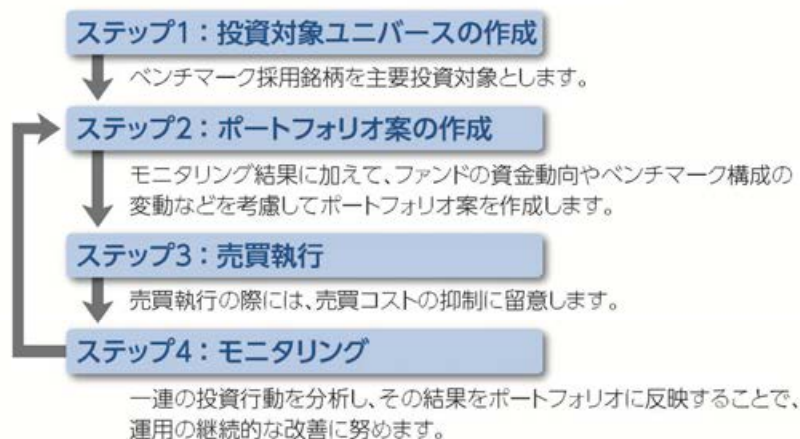 ステップ1：投資対象ユニバースの作成
ベンチマーク採用銘柄を主要投資対象とします。
ステップ2：ポートフォリオ案の作成
モニタリング結果に加えて、ファンドの資金動向やベンチマーク構成の
変動などを考慮してポートフォリオ案を作成します。
ステップ3：売買執行
売買執行の際には、売買コストの抑制に留意します。
ステップ4：モニタリング
一連の投資行動を分析し、その結果をポートフォリオに反映することで、
運用の継続的な改善に努めます。